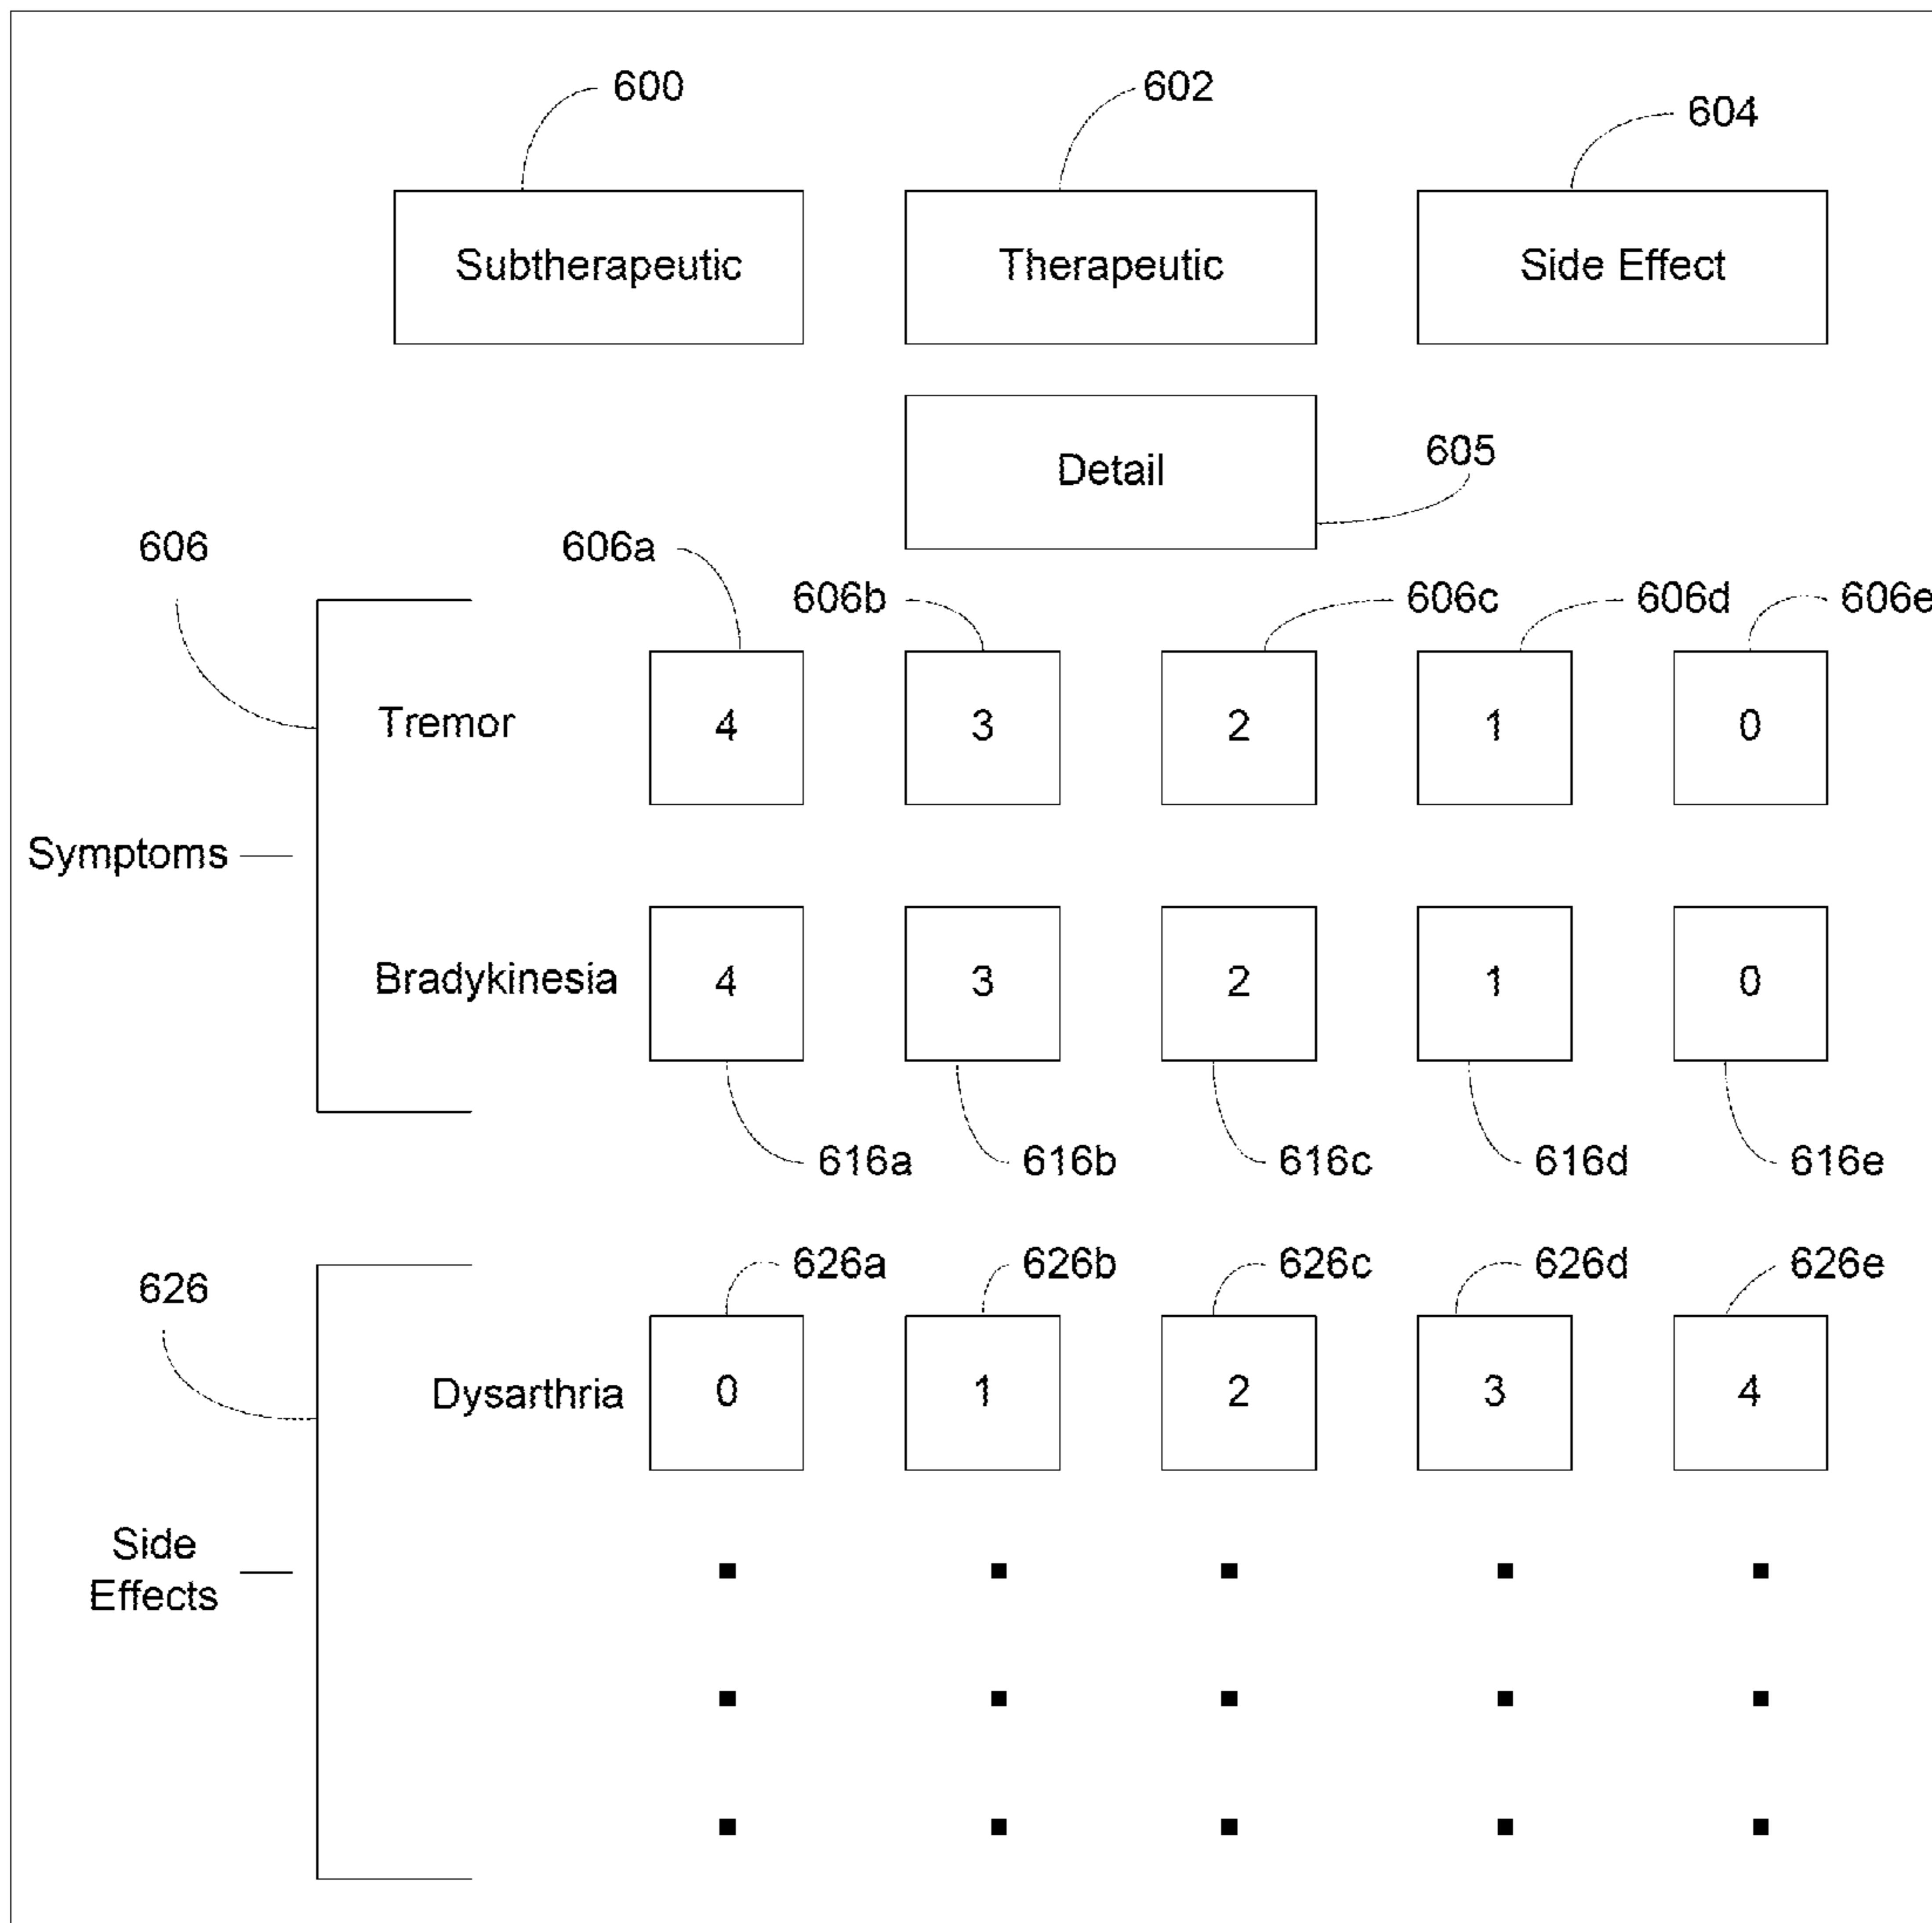 600
602
604
Subtherapeutic
Therapeutic
Side Effect
Detail
605
606
606a
606b
606c
606d
606e
Tremor
4
3
2
1
0
Symptoms
Bradykinesia
4
3
2
1
0
616a
616b
616c
616d
616e
626
626a
626b
626c
626d
626e
Dysarthria
0
1
2
3
4
Side
Effects